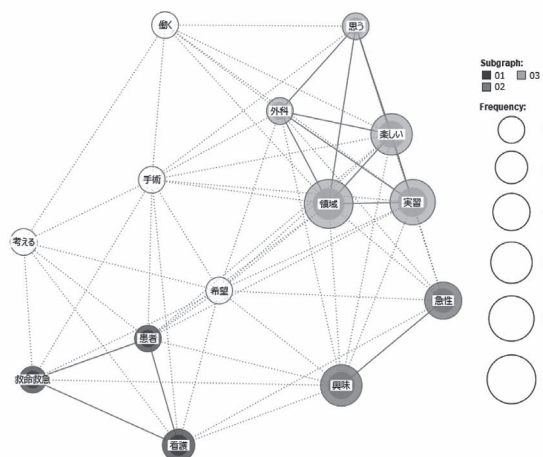 働く
思う
Subgraph:
01 03
02
Frequency:
外科
楽しい
手術
領域
実習
考える
希望
急性
患者
救命救急
興味
看護